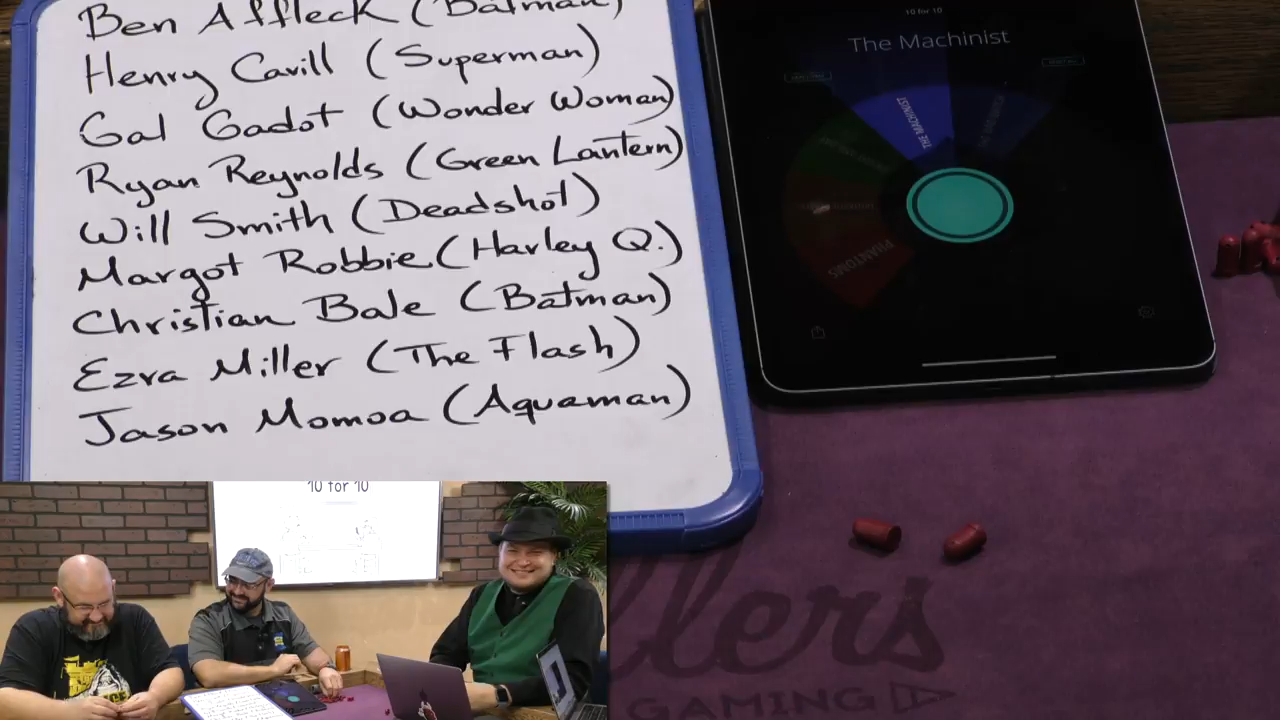 Ben Affleck (Batman)
Henry Cavill (Superman)
Gal Gadot (Wonder Woman)
Ryan Reynolds (Green Lantern)
Will Smith (Deadshot)
Margot Robbie (Harley Q.)
Christian Bale (Batman)
Ezra Miller (The Flash)
Jason Momoa (Aquaman)
10 for 10
The Machinist
THE MACHINIST
PHANTOMS
10 for 10
llers
GAMING